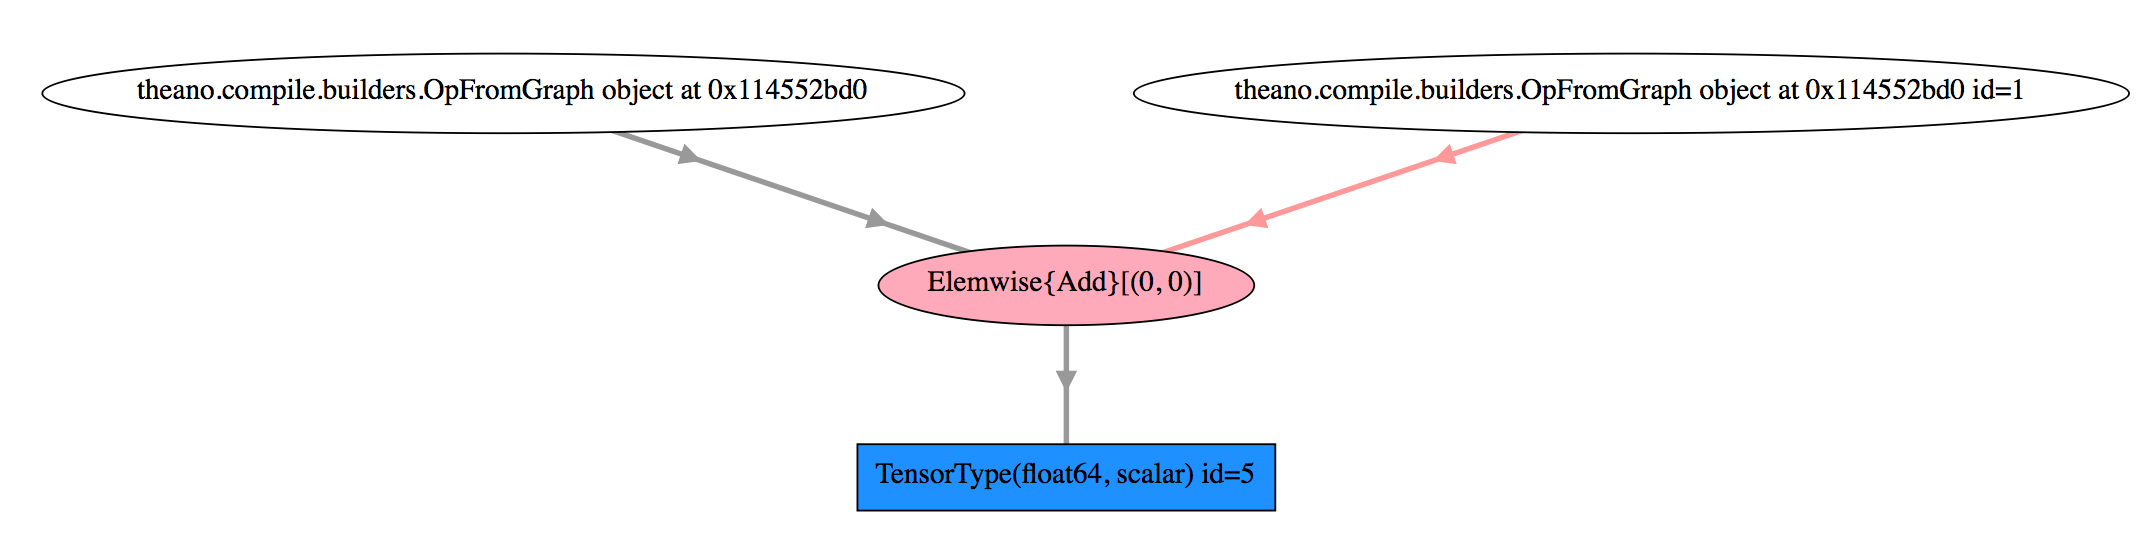 theano.compile.builders.OpFromGraph object at 0x114552bd0
theano.compile.builders.OpFromGraph object at 0x114552bd0 id=1
Elemwise{Add}[(0, 0)]
TensorType(float64, scalar) id=5